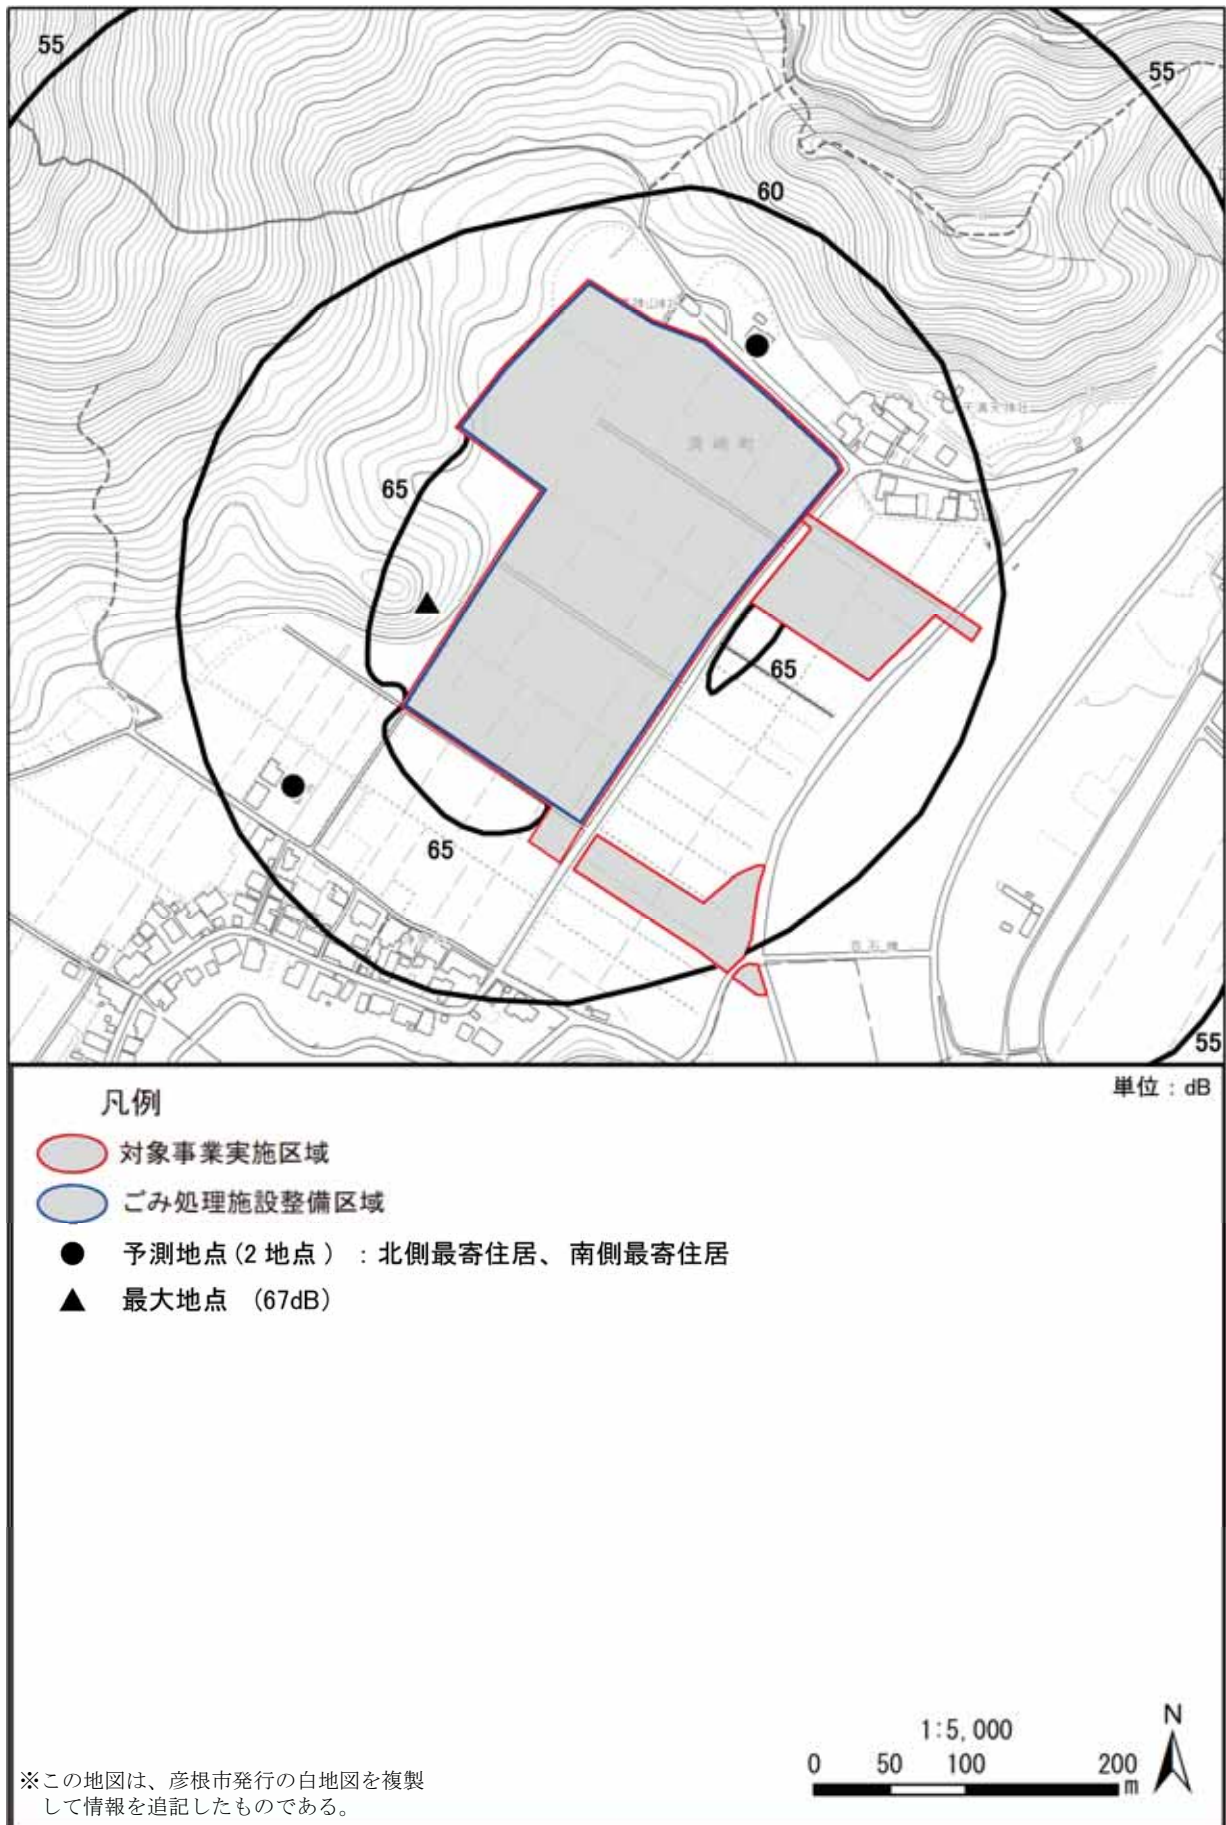 55
55
60
65
65
65
55
単位：dB
凡例
対象事業実施区域
ごみ処理施設整備区域
予測地点(2 地点 ) ：北側最寄住居、南側最寄住居
最大地点 (67dB)
N
1:5,000
0 50 100 200
m
※この地図は、彦根市発行の白地図を複製
して情報を追記したものである。